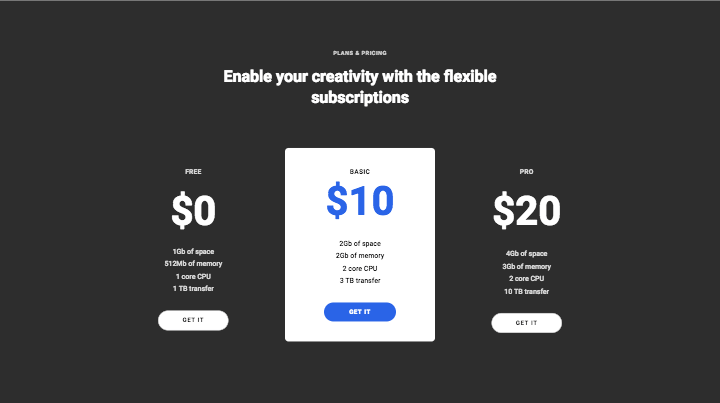 PLANS & PRICING
Enable your creativity with the flexible
subscriptions
FREE
$0
1Gb of space
512Mb of memory
1 core CPU
1 TB transfer
GET IT
BASIC
$10
2Gb of space
2Gb of memory
2 core CPU
3 TB transfer
GET IT
PRO
$20
4Gb of space
3Gb of memory
2 core CPU
10 TB transfer
GET IT